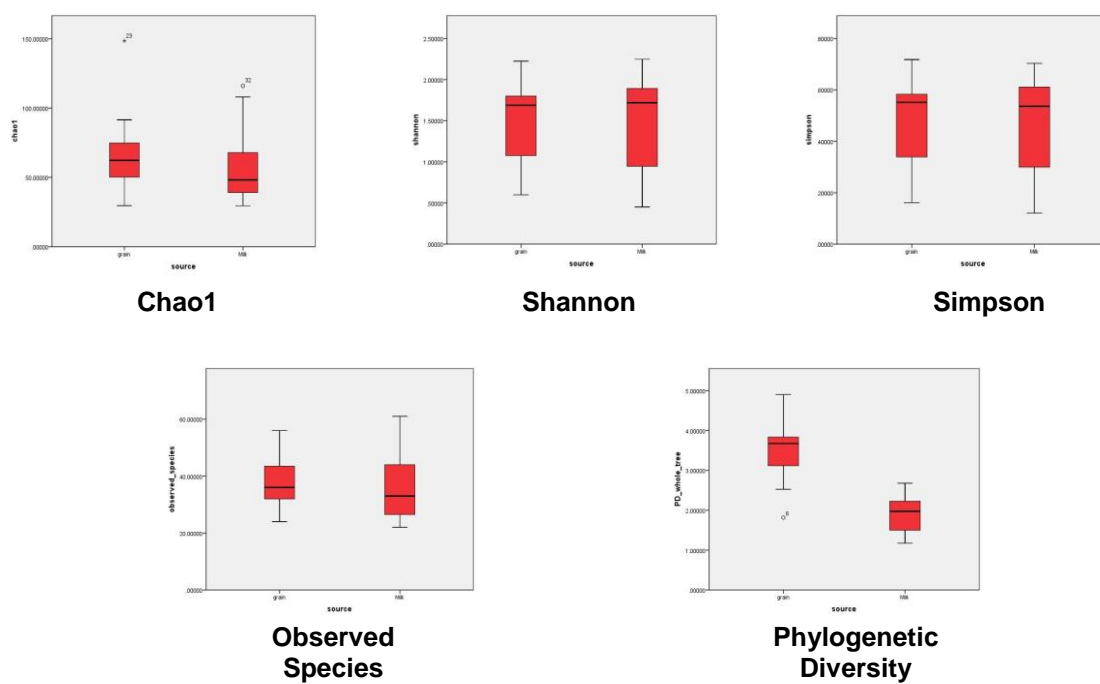 chao1
150.00000
100.00000
50.00000
.00000
*23
32
grain
Milk
source
Chao1
shannon
2.50000
2.00000
1.50000
1.00000
.50000
.00000
grain
Milk
source
Shannon
simpson
.80000
.60000
.40000
.20000
.00000
grain
Milk
source
Simpson
observed_species
60.00000
40.00000
20.00000
.00000
grain
Milk
source
Observed
Species
PD_whole_tree
5.00000
4.00000
3.00000
2.00000
1.00000
.00000
6
grain
Milk
source
Phylogenetic
Diversity